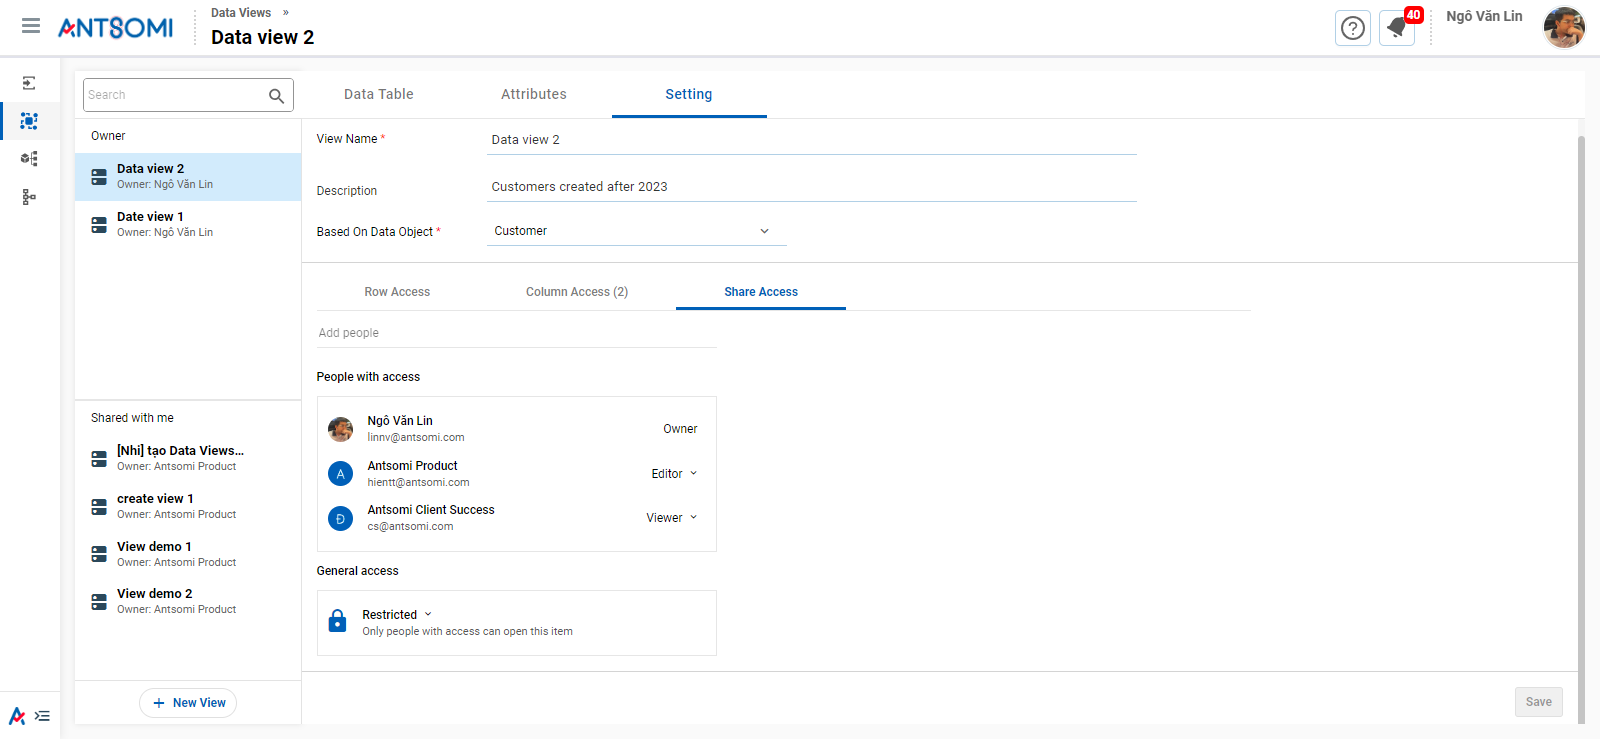 ANTSOMI
Data Views »
Data view 2
40
Ngô Văn Lin
Search
Data Table
Attributes
Setting
Owner
Data view 2
Owner: Ngô Văn Lin
Date view 1
Owner: Ngô Văn Lin
Shared with me
[Nhi] tạo Data Views...
Owner: Antsomi Product
create view 1
Owner: Antsomi Product
View demo 1
Owner: Antsomi Product
View demo 2
Owner: Antsomi Product
+ New View
View Name *
Data view 2
Description
Customers created after 2023
Based On Data Object *
Customer
Row Access
Column Access (2)
Share Access
Add people
People with access
Ngô Văn Lin
linnv@antsomi.com
Owner
A
Antsomi Product
hientt@antsomi.com
Editor
Đ
Antsomi Client Success
cs@antsomi.com
Viewer
General access
Restricted
Only people with access can open this item
Save